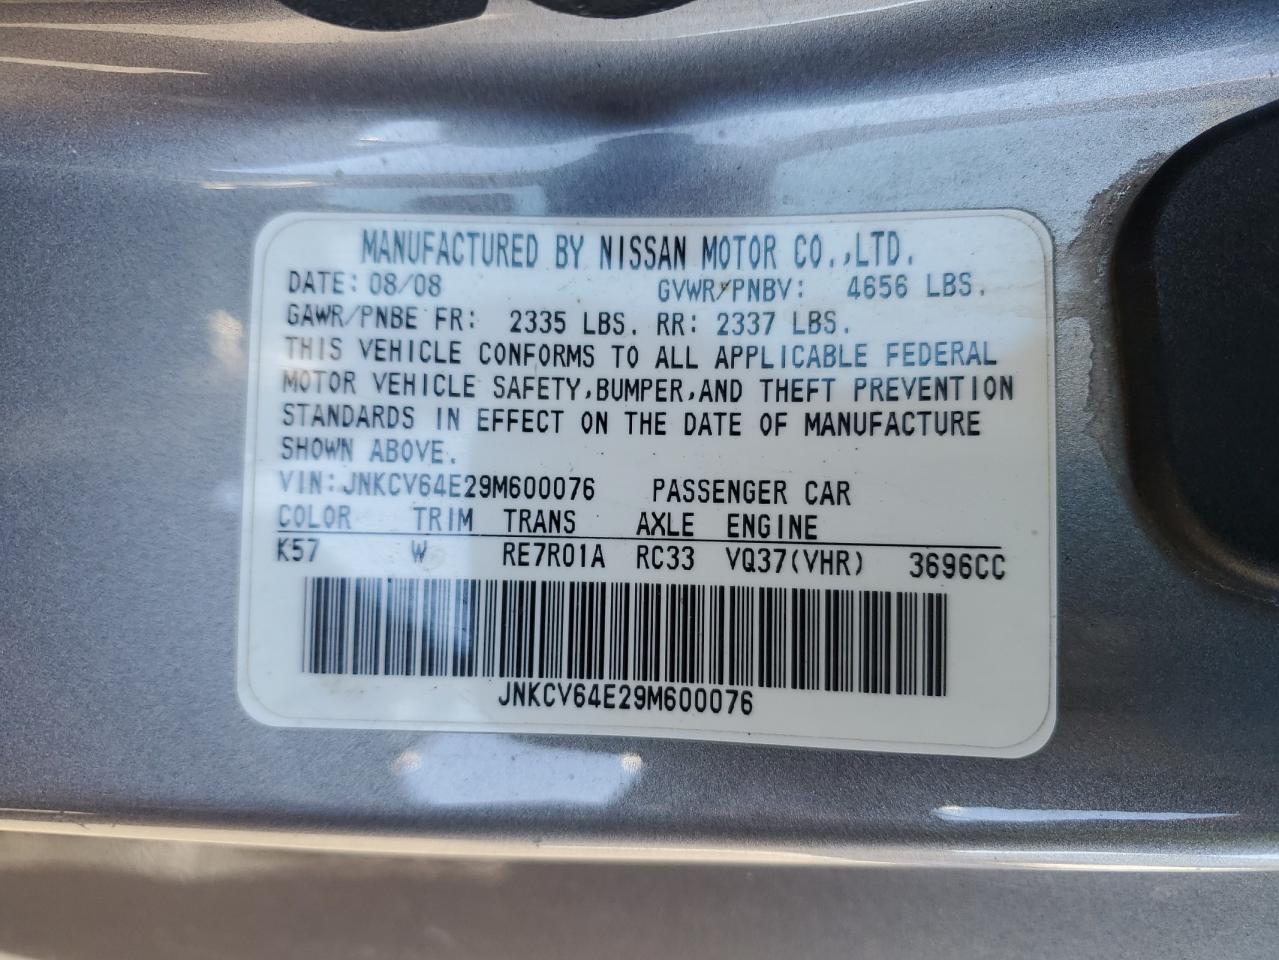 MANUFACTURED BY NISSAN MOTOR CO.,LTD.
DATE: 08/08 GVWR/PNBV: 4656 LBS.
GAWR/PNBE FR: 2335 LBS. RR: 2337 LBS.
THIS VEHICLE CONFORMS TO ALL APPLICABLE FEDERAL
MOTOR VEHICLE SAFETY,BUMPER,AND THEFT PREVENTION
STANDARDS IN EFFECT ON THE DATE OF MANUFACTURE
SHOWN ABOVE.
VIN:JNKCV64E29M600076 PASSENGER CAR
COLOR TRIM TRANS AXLE ENGINE
K57 W RE7R01A RC33 VQ37(VHR) 3696CC
JNKCV64E29M600076